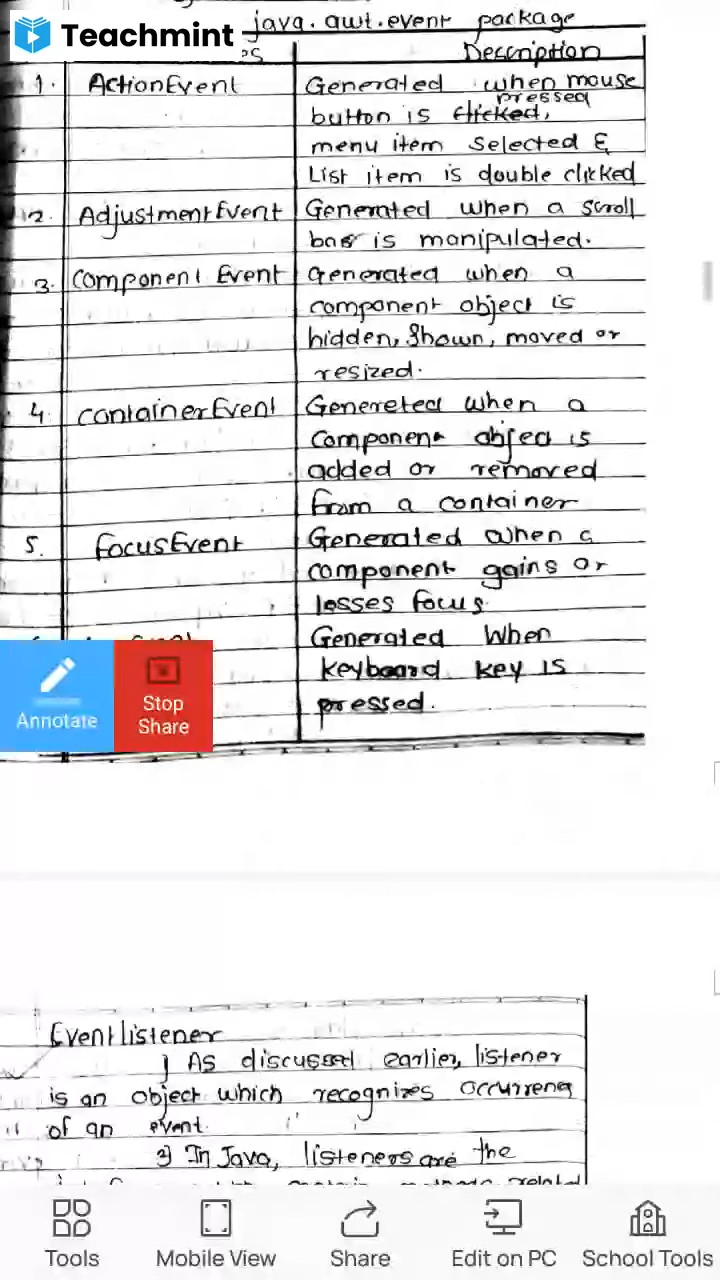 Teachmint
java.awt.event package
es Description
1. ActionEvent Generated when mouse
pressed
button is clicked,
menu item selected &
List item is double clicked
2. AdjustmentEvent Generated when a scroll
bar is manipulated.
3. Component Event Generated when a
component object is
hidden, shown, moved or
resized.
4. containerEvent Genereted when a
component object is
added or removed
from a container
5. FocusEvent Generated when a
component gains or
losses focus.
Generated When
keyboard key is
pressed.
Annotate
Stop
Share
Event listener
1) As discussed earlier, listener
is an object which recognizes occurrence
of an event.
2) In Java, listeners are the
Tools Mobile View Share Edit on PC School Tools